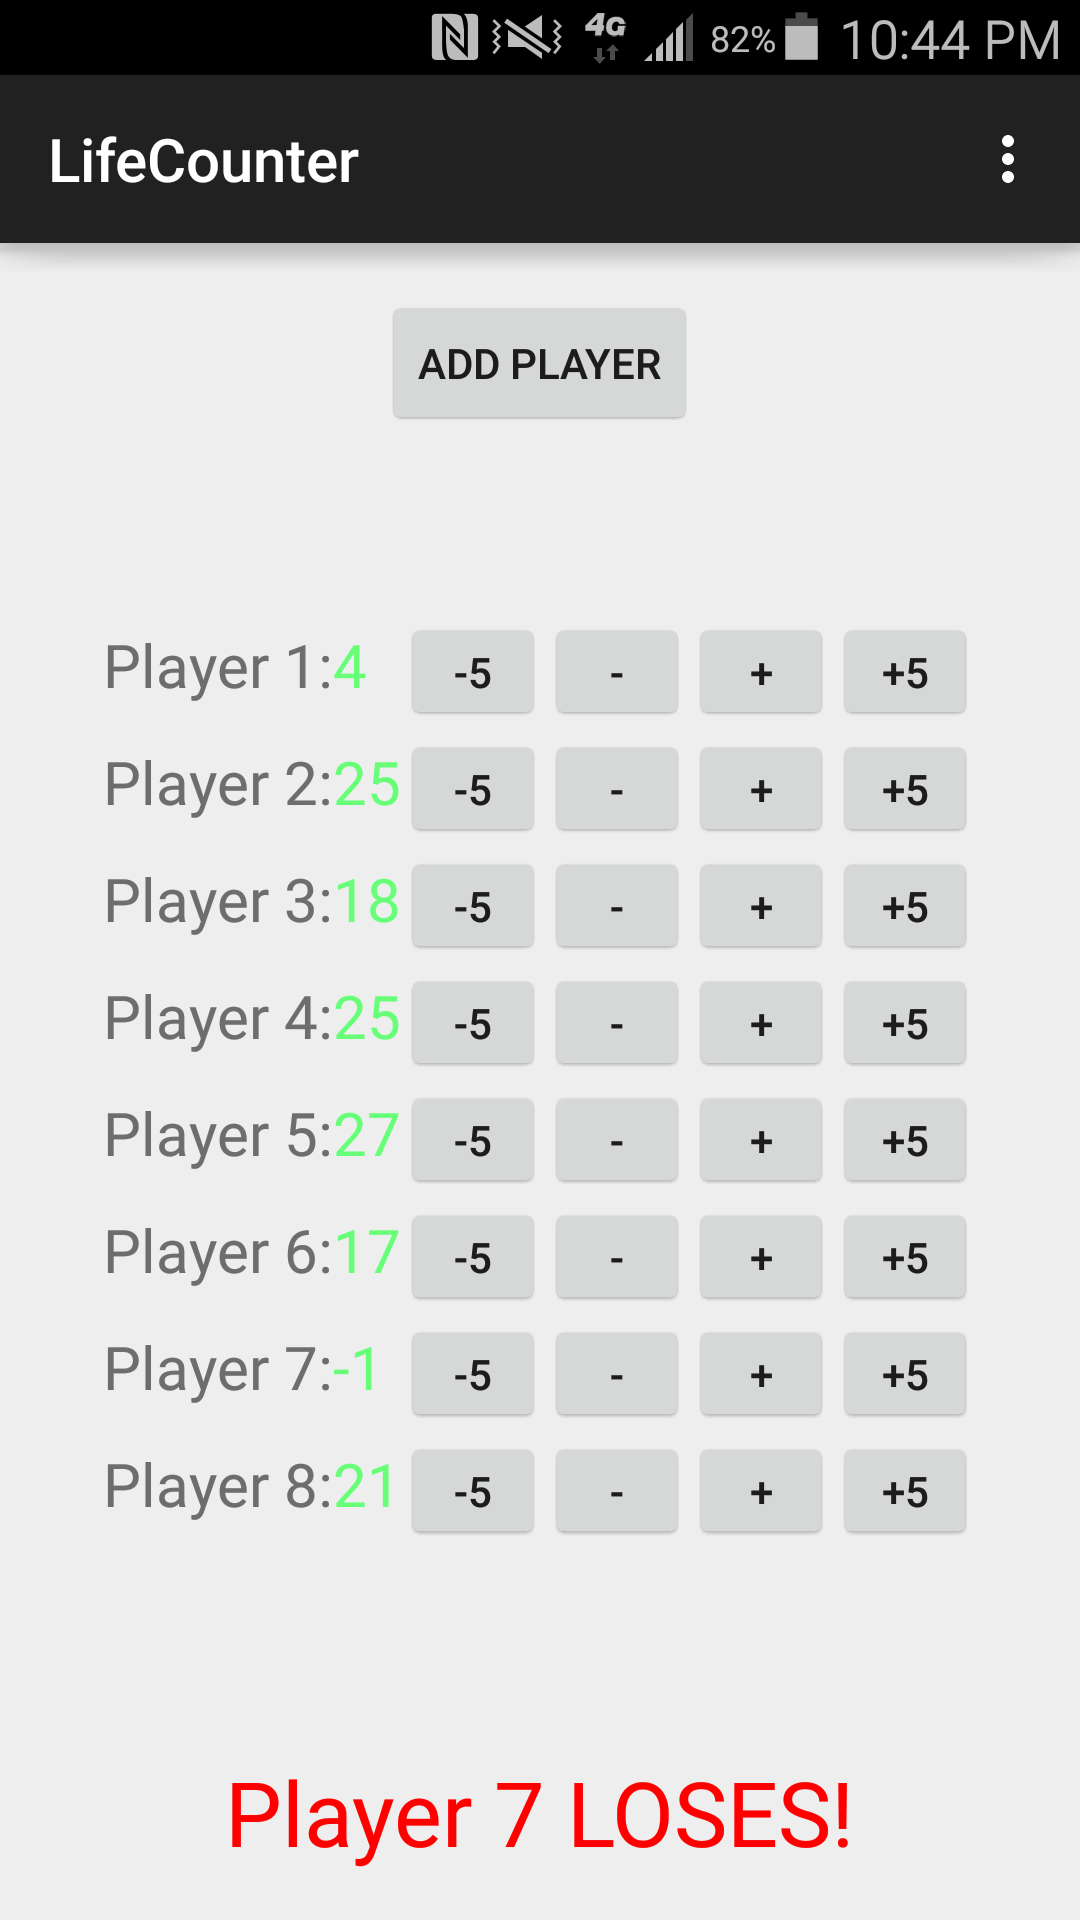 4G 82% 10:44 PM
LifeCounter
ADD PLAYER
Player 1:4 -5 - + +5
Player 2:25 -5 - + +5
Player 3:18 -5 - + +5
Player 4:25 -5 - + +5
Player 5:27 -5 - + +5
Player 6:17 -5 - + +5
Player 7:-1 -5 - + +5
Player 8:21 -5 - + +5
Player 7 LOSES!